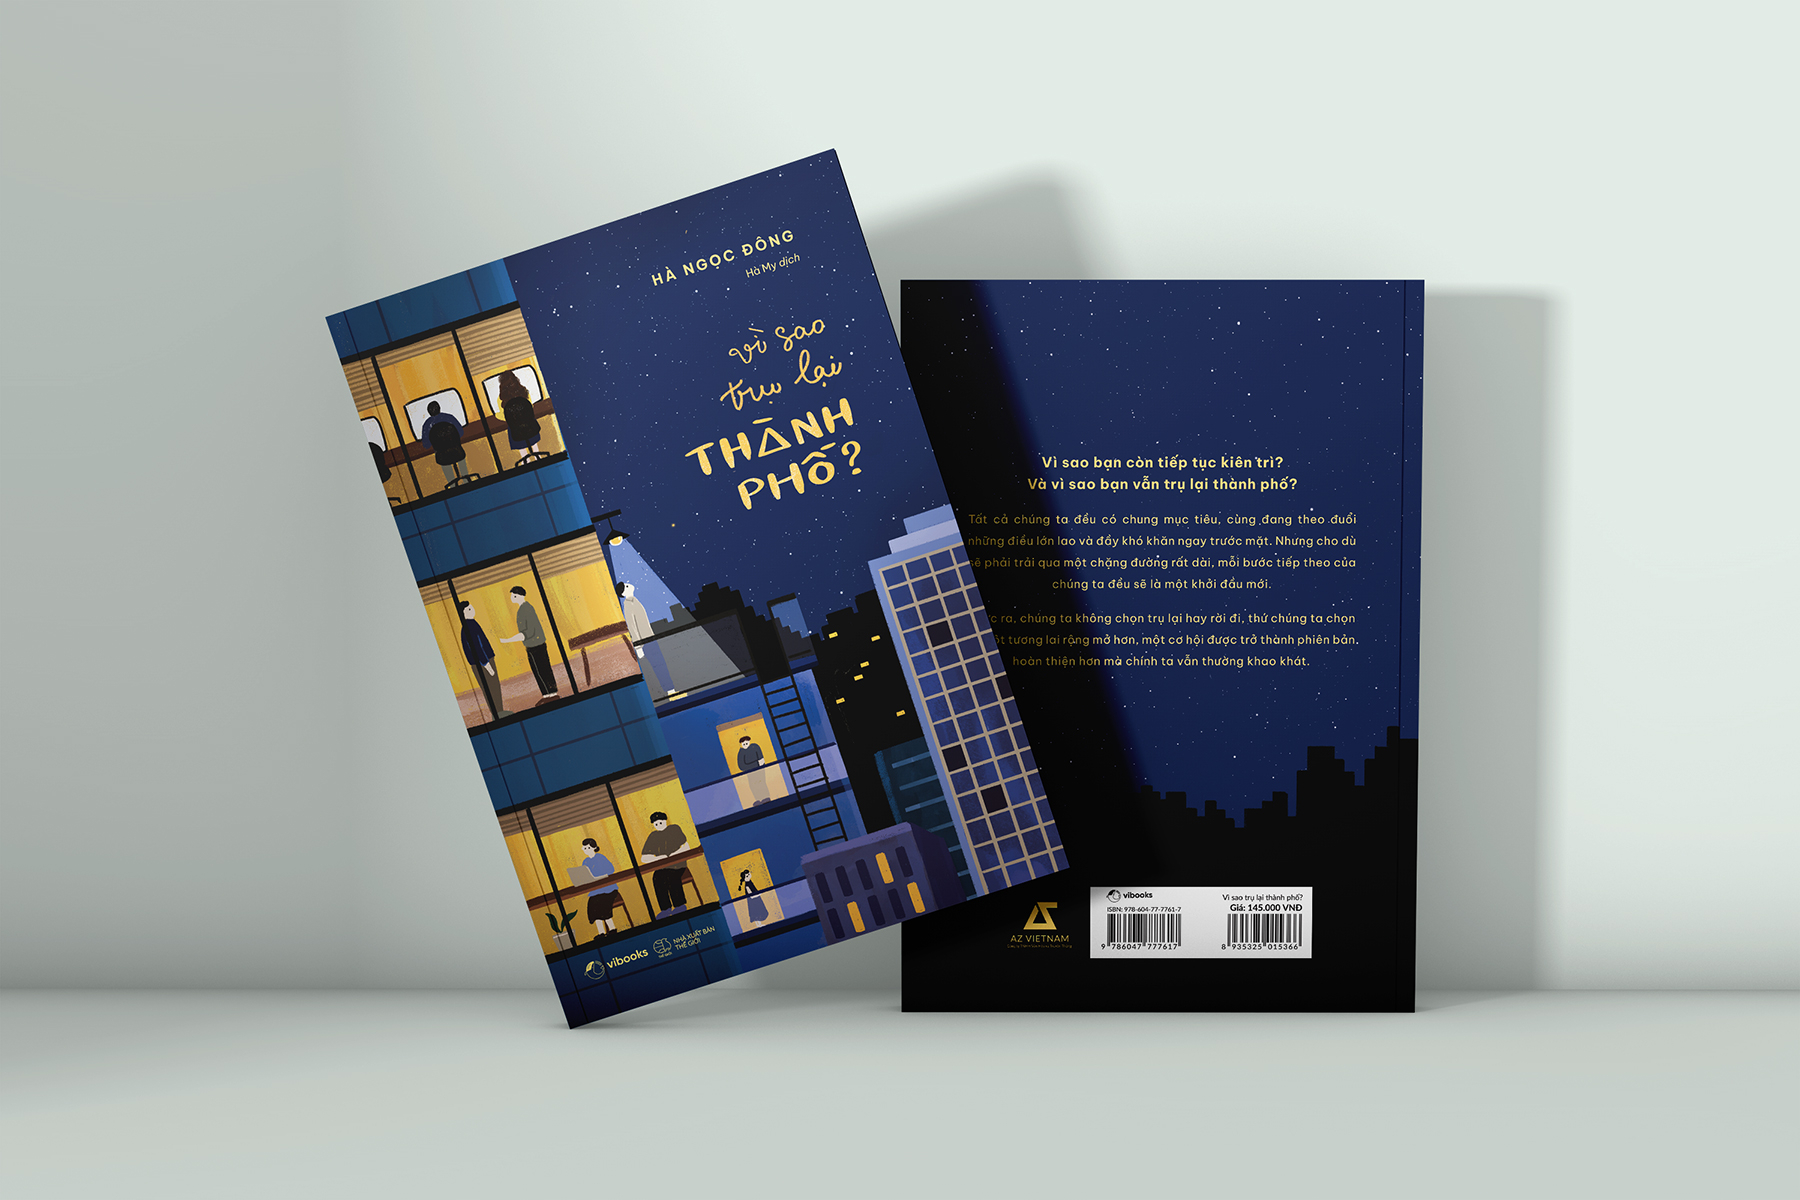 HÀ NGỌC ĐÔNG
Hà My dịch
vì sao
trụ lại
THÀNH
PHỐ?
vibooks
NHÀ XUẤT BẢN
THẾ GIỚI
Vì sao bạn còn tiếp tục kiên trì?
Và vì sao bạn vẫn trụ lại thành phố?
Tất cả chúng ta đều có chung mục tiêu, cùng đang theo đuổi
những điều lớn lao và đầy khó khăn ngay trước mặt. Nhưng cho dù
sẽ phải trải qua một chặng đường rất dài, mỗi bước tiếp theo của
chúng ta đều sẽ là một khởi đầu mới.
ra, chúng ta không chọn trụ lại hay rời đi, thứ chúng ta chọn
tương lai rộng mở hơn, một cơ hội được trở thành phiên bản
hoàn thiện hơn mà chính ta vẫn thường khao khát.
AZ VIETNAM
vibooks
ISBN: 978-604-77-7761-7
9 786047 777617
Vì sao trụ lại thành phố?
Giá: 145.000 VNĐ
8 935325 015366